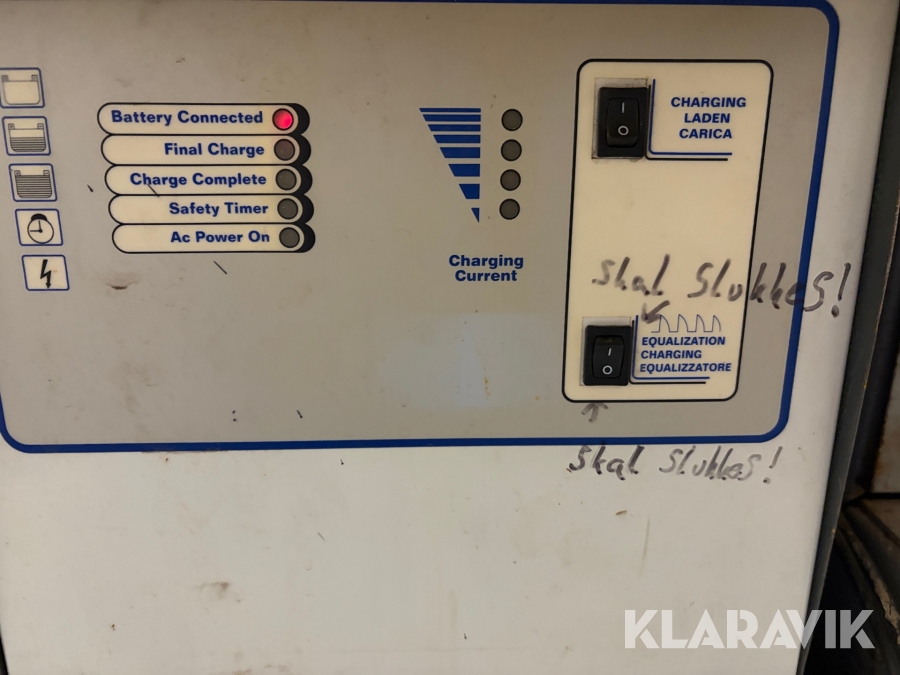 Battery Connected
Final Charge
Charge Complete
Safety Timer
Ac Power On
Charging
Current
CHARGING
LADEN
CARICA
Skal Slukkes!
EQUALIZATION
CHARGING
EQUALIZZATORE
Skal Slukkes!
KLARAVIK